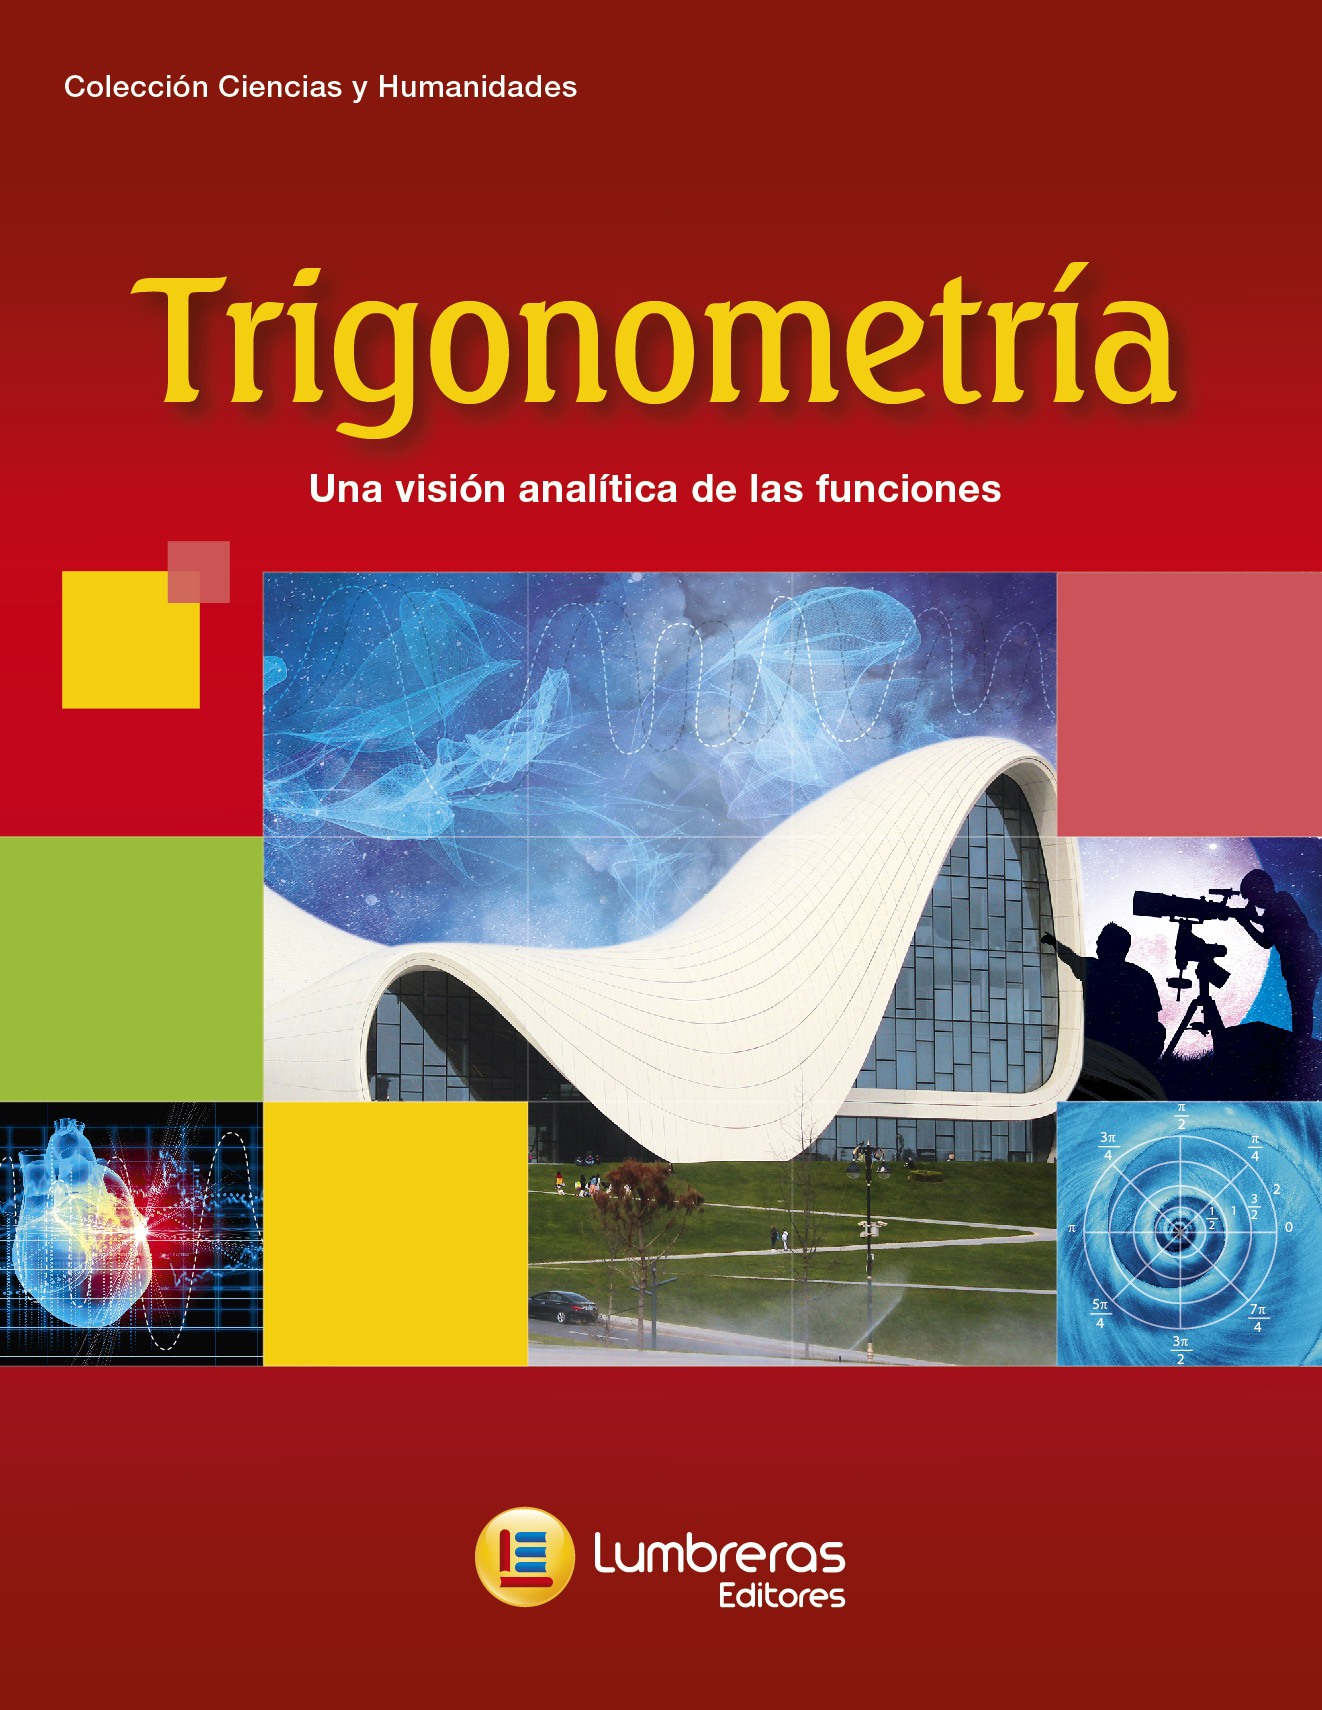 Colección Ciencias y Humanidades
Trigonometría
Una visión analítica de las funciones
π/2
3π/4
π/4
2
1/2
1
3/2
π
0
5π/4
7π/4
3π/2
Lumbreras
Editores